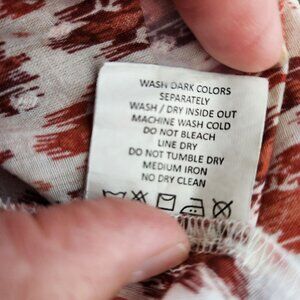 WASH DARK COLORS
SEPARATELY
WASH / DRY INSIDE OUT
MACHINE WASH COLD
DO NOT BLEACH
LINE DRY
DO NOT TUMBLE DRY
MEDIUM IRON
NO DRY CLEAN